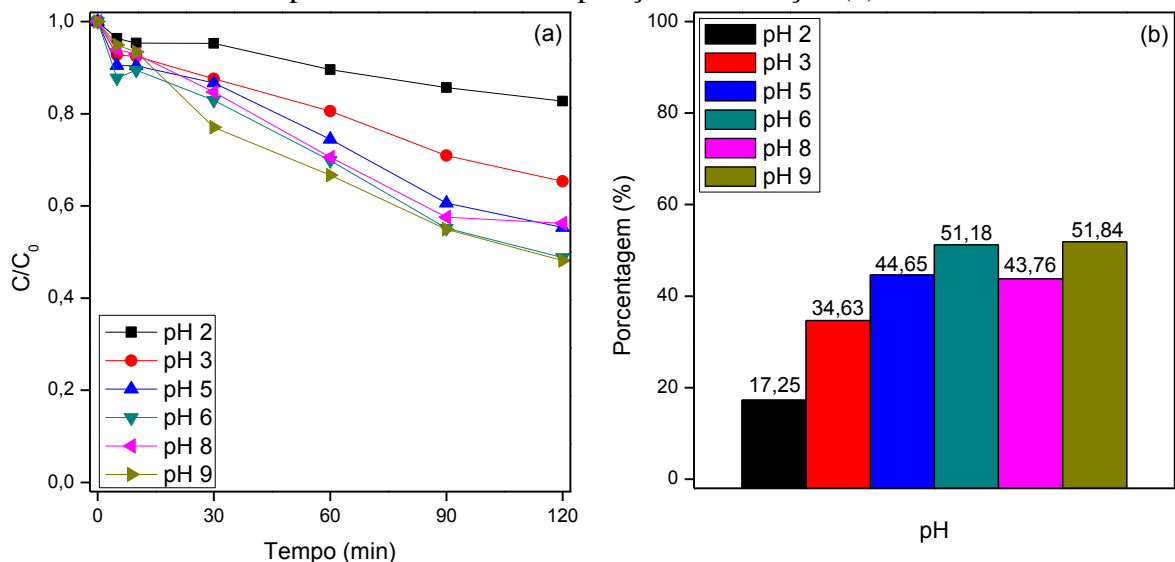 (a)
1,0
0,8
0,6
0,4
0,2
0,0
C/C0
pH 2
pH 3
pH 5
pH 6
pH 8
pH 9
0 30 60 90 120
Tempo (min)
(b)
100
80
60
40
20
0
Porcentagem (%)
pH 2
pH 3
pH 5
pH 6
pH 8
pH 9
17,25
34,63
44,65
51,18
43,76
51,84
pH